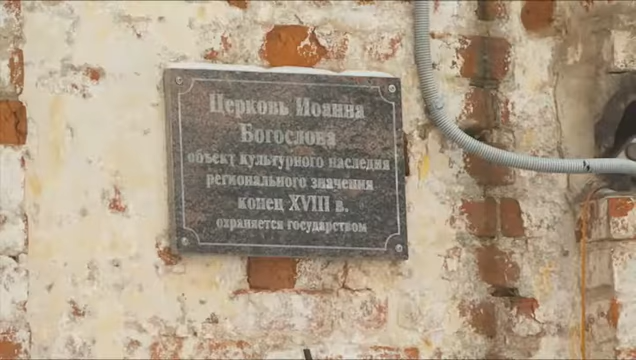 Церковь Иоанна
Богослова
объект культурного наследия
регионального значения
конец XVIII в.
охраняется государством